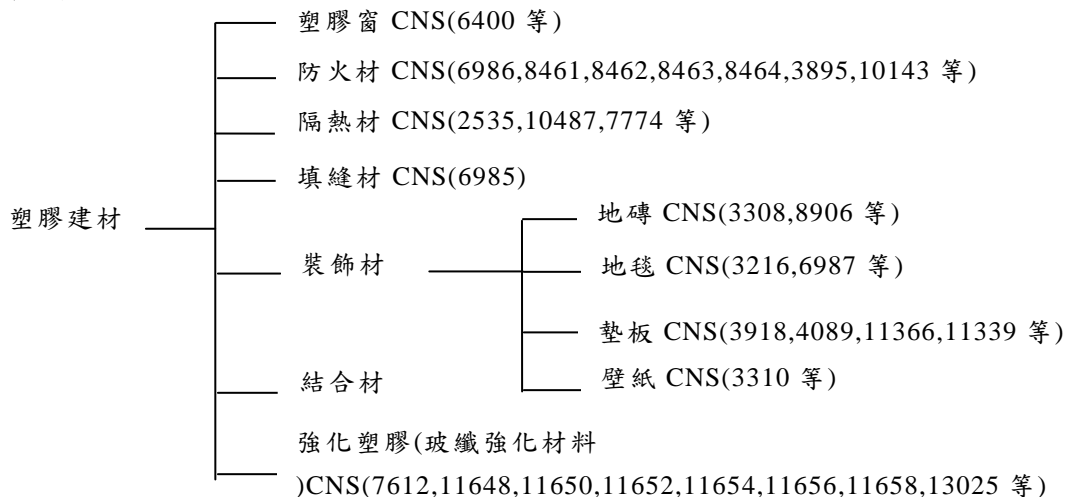 塑膠窗 CNS(6400 等)
防火材 CNS(6986,8461,8462,8463,8464,3895,10143 等)
隔熱材 CNS(2535,10487,7774 等)
填縫材 CNS(6985)
塑膠建材
地磚 CNS(3308,8906 等)
裝飾材
地毯 CNS(3216,6987 等)
墊板 CNS(3918,4089,11366,11339 等)
結合材
壁紙 CNS(3310 等)
強化塑膠(玻纖強化材料
)CNS(7612,11648,11650,11652,11654,11656,11658,13025 等)